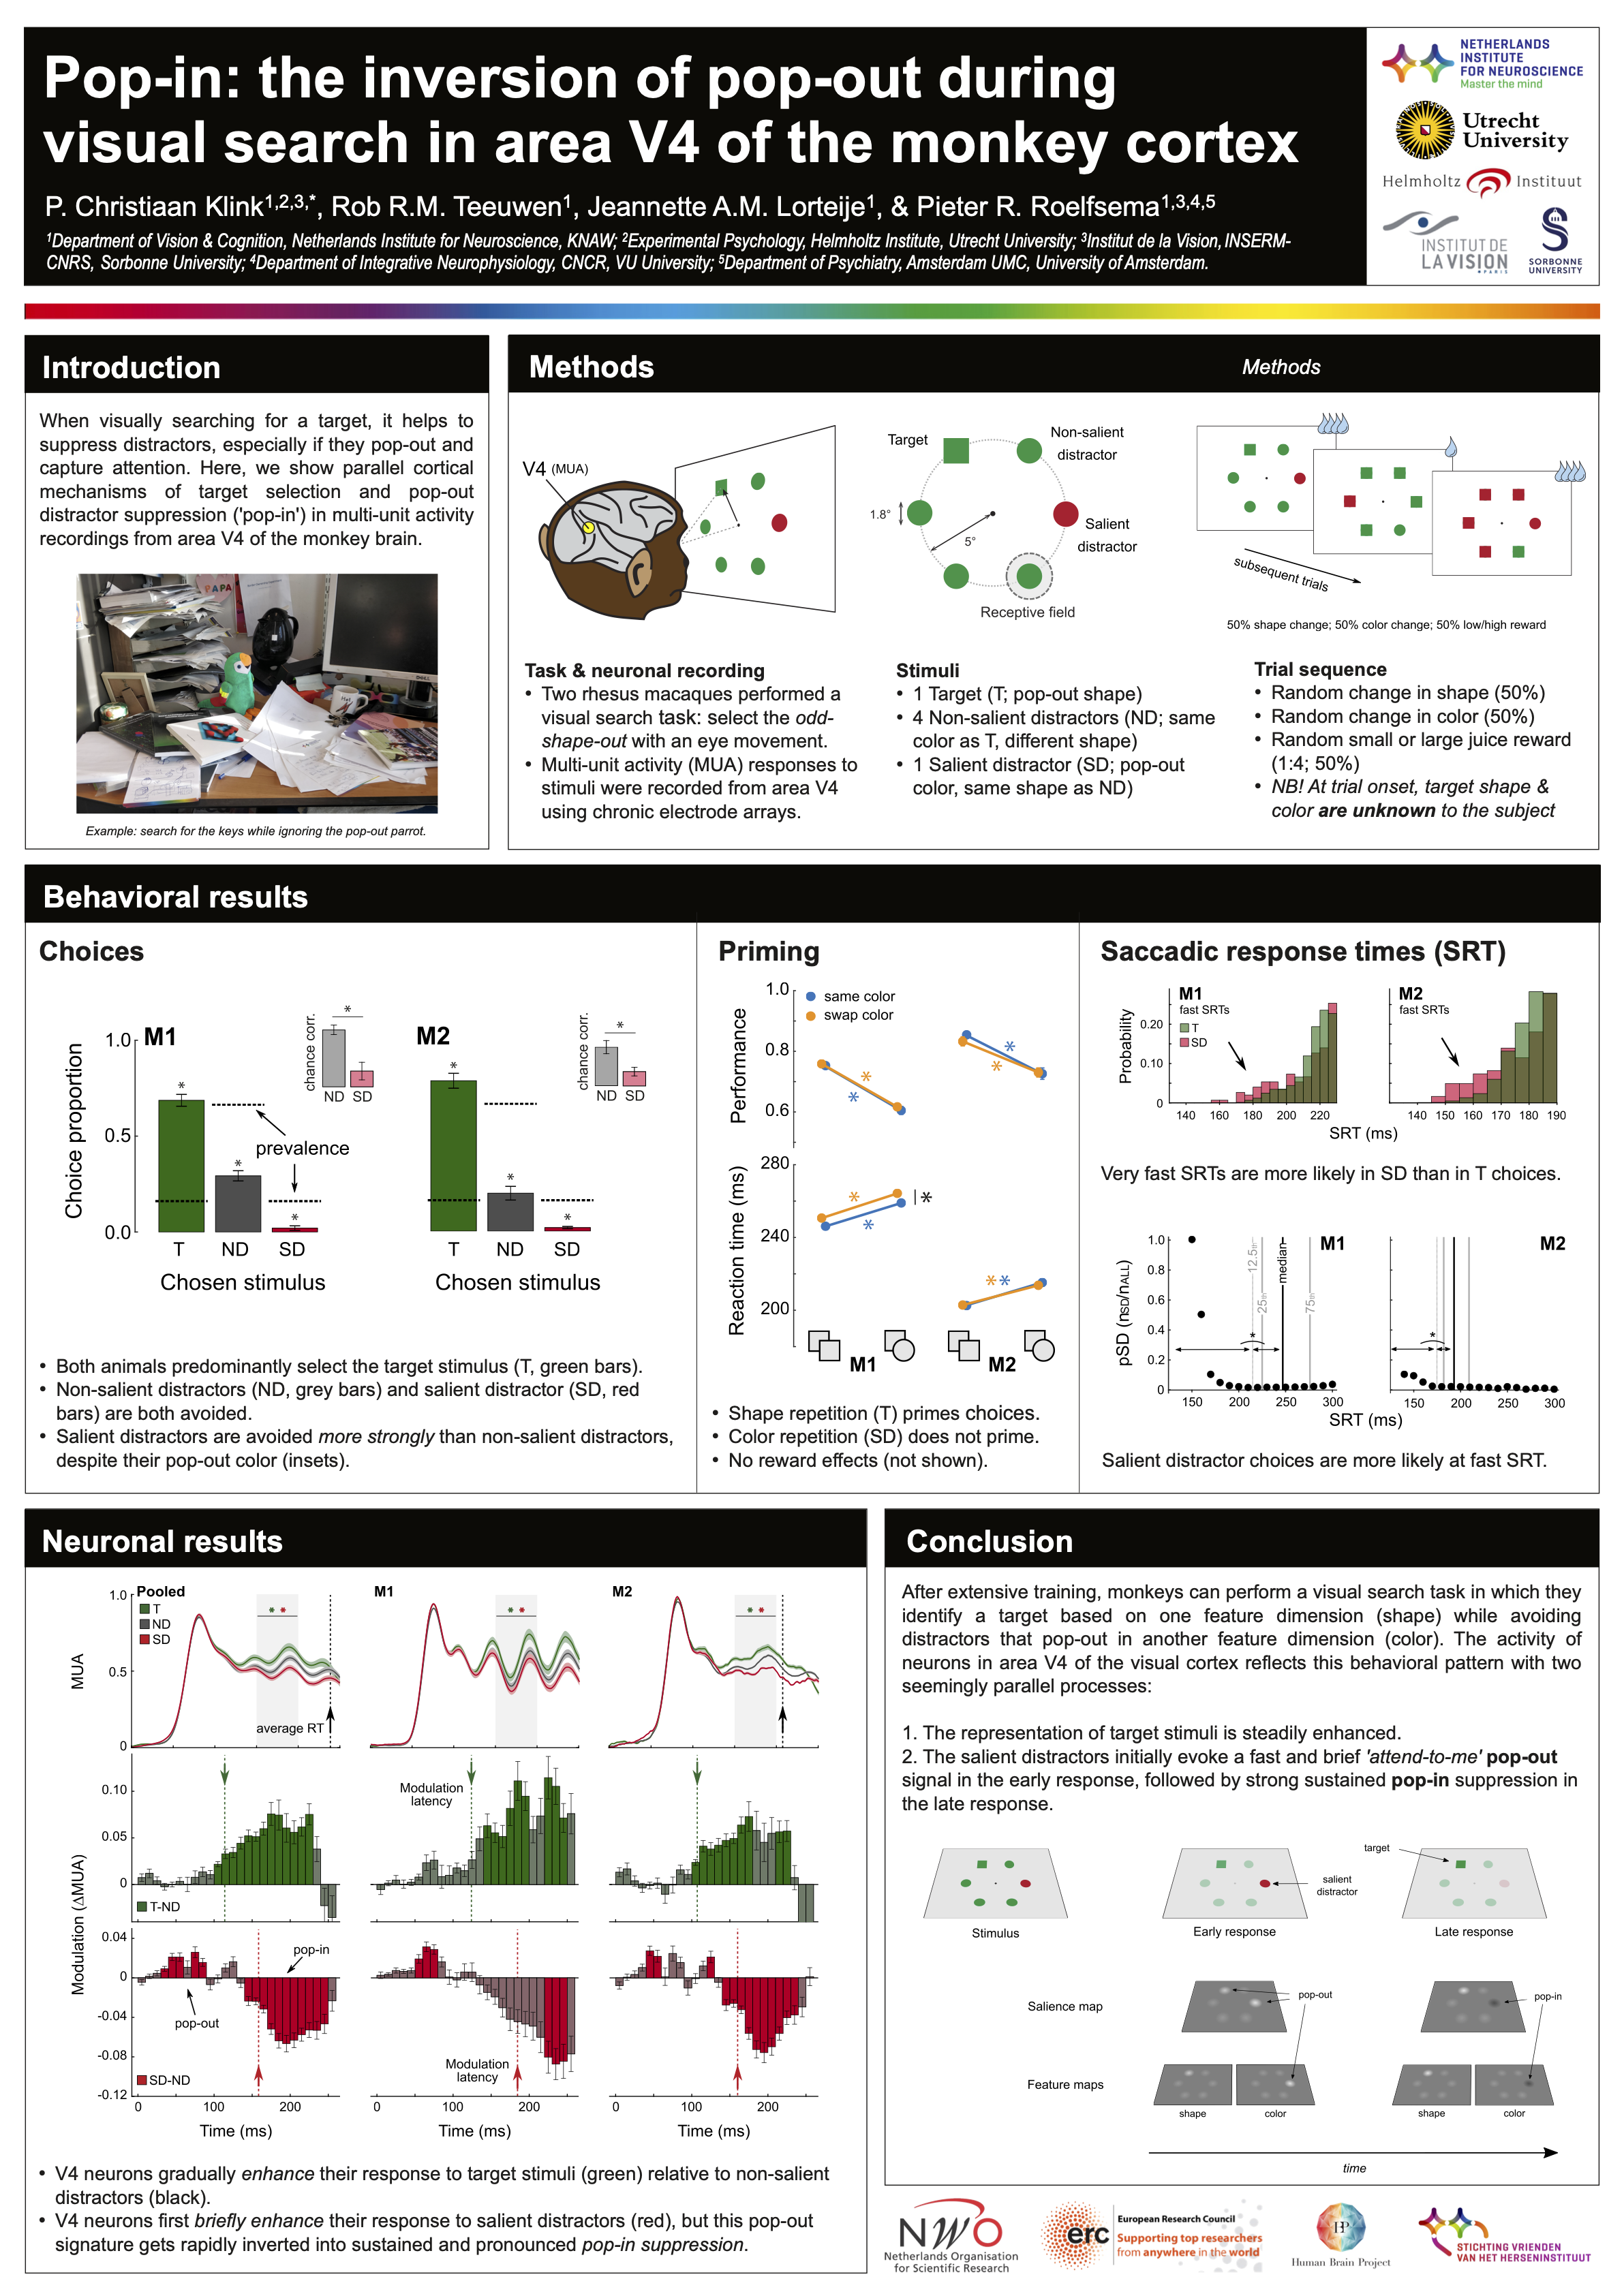 Pop-in: the inversion of pop-out during
visual search in area V4 of the monkey cortex
P. Christiaan Klink1,2,3,*, Rob R.M. Teeuwen1, Jeannette A.M. Lorteije1, & Pieter R. Roelfsema1,3,4,5
1Department of Vision & Cognition, Netherlands Institute for Neuroscience, KNAW; 2Experimental Psychology, Helmholtz Institute, Utrecht University; 3Institut de la Vision, INSERM-
CNRS, Sorbonne University; 4Department of Integrative Neurophysiology, CNCR, VU University; 5Department of Psychiatry, Amsterdam UMC, University of Amsterdam.
NETHERLANDS
INSTITUTE
FOR NEUROSCIENCE
Master the mind
Utrecht
University
Helmholtz Instituut
INSTITUT DE
LA VISION
PARIS
SORBONNE
UNIVERSITY
Introduction
When visually searching for a target, it helps to
suppress distractors, especially if they pop-out and
capture attention. Here, we show parallel cortical
mechanisms of target selection and pop-out
distractor suppression ('pop-in') in multi-unit activity
recordings from area V4 of the monkey brain.
PAPA
DELL
Example: search for the keys while ignoring the pop-out parrot.
Methods
Methods
V4 (MUA)
Target
Non-salient
distractor
1.8°
5°
Salient
distractor
Receptive field
subsequent trials
50% shape change; 50% color change; 50% low/high reward
Task & neuronal recording
• Two rhesus macaques performed a
visual search task: select the odd-
shape-out with an eye movement.
• Multi-unit activity (MUA) responses to
stimuli were recorded from area V4
using chronic electrode arrays.
Stimuli
• 1 Target (T; pop-out shape)
• 4 Non-salient distractors (ND; same
color as T, different shape)
• 1 Salient distractor (SD; pop-out
color, same shape as ND)
Trial sequence
• Random change in shape (50%)
• Random change in color (50%)
• Random small or large juice reward
(1:4; 50%)
• NB! At trial onset, target shape &
color are unknown to the subject
Behavioral results
Choices
M1
Choice proportion
1.0
0.5
0.0
* * *
T ND SD
Chosen stimulus
prevalence
chance corr.
*
ND SD
M2
* * *
T ND SD
Chosen stimulus
chance corr.
*
ND SD
• Both animals predominantly select the target stimulus (T, green bars).
• Non-salient distractors (ND, grey bars) and salient distractor (SD, red
bars) are both avoided.
• Salient distractors are avoided more strongly than non-salient distractors,
despite their pop-out color (insets).
Priming
Performance
1.0
0.8
0.6
same color
swap color
* * * *
Reaction time (ms)
280
240
200
* * * **
M1 M2
• Shape repetition (T) primes choices.
• Color repetition (SD) does not prime.
• No reward effects (not shown).
Saccadic response times (SRT)
Probability
0.20
0.10
0
M1
fast SRTs
T
SD
140 160 180 200 220
M2
fast SRTs
140 150 160 170 180 190
SRT (ms)
Very fast SRTs are more likely in SD than in T choices.
pSD (nSD/nALL)
1.0
0.8
0.6
0.4
0.2
0
12.5th
25th
median
75th
M1
*
150 200 250 300
M2
*
150 200 250 300
SRT (ms)
Salient distractor choices are more likely at fast SRT.
Neuronal results
MUA
1.0
0.5
0
Pooled
T
ND
SD
* *
average RT
M1
* *
M2
* *
Modulation (ΔMUA)
0.10
0.05
0
T-ND
Modulation
latency
0.04
0
-0.04
-0.08
-0.12
pop-in
pop-out
SD-ND
Modulation
latency
0 100 200
0 100 200
0 100 200
Time (ms)
Time (ms)
Time (ms)
• V4 neurons gradually enhance their response to target stimuli (green) relative to non-salient
distractors (black).
• V4 neurons first briefly enhance their response to salient distractors (red), but this pop-out
signature gets rapidly inverted into sustained and pronounced pop-in suppression.
Conclusion
After extensive training, monkeys can perform a visual search task in which they
identify a target based on one feature dimension (shape) while avoiding
distractors that pop-out in another feature dimension (color). The activity of
neurons in area V4 of the visual cortex reflects this behavioral pattern with two
seemingly parallel processes:
1. The representation of target stimuli is steadily enhanced.
2. The salient distractors initially evoke a fast and brief 'attend-to-me' pop-out
signal in the early response, followed by strong sustained pop-in suppression in
the late response.
target
salient
distractor
Stimulus
Early response
Late response
Salience map
pop-out
pop-in
Feature maps
shape color
shape color
time
NWO
Netherlands Organisation
for Scientific Research
erc
European Research Council
Supporting top researchers
from anywhere in the world
HBP
Human Brain Project
STICHTING VRIENDEN
VAN HET HERSENINSTITUUT